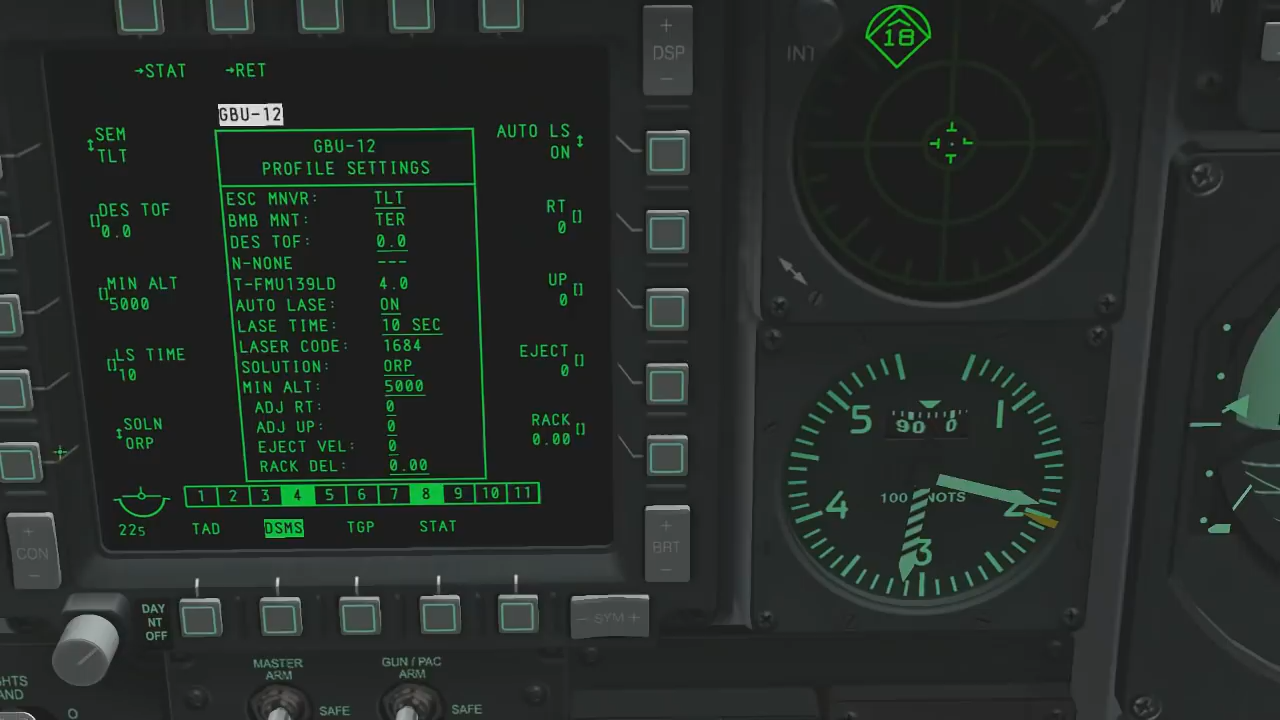 →STAT →RET
GBU-12
SEM
TLT
DES TOF
0.0
MIN ALT
5000
LS TIME
10
SOLN
ORP
GBU-12
PROFILE SETTINGS
ESC MNVR: TLT
BMB MNT: TER
DES TOF: 0.0
N-NONE ---
T-FMU139LD 4.0
AUTO LASE: ON
LASE TIME: 10 SEC
LASER CODE: 1684
SOLUTION: ORP
MIN ALT: 5000
ADJ RT: 0
ADJ UP: 0
EJECT VEL: 0
RACK DEL: 0.00
AUTO LS
ON
RT
0
UP
0
EJECT
0
RACK
0.00
1 2 3 4 5 6 7 8 9 10 11
22S TAD DSMS TGP STAT
+
DSP
-
+
CON
-
+
BRT
-
- SYM +
DAY
NT
OFF
MASTER
ARM
SAFE
GUN / PAC
ARM
SAFE
INT
18
W
1
2
3
4
5
90 0